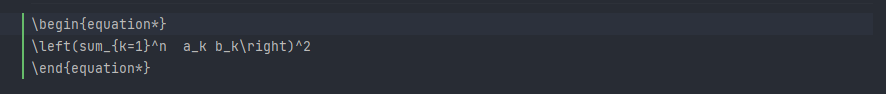 \begin{equation*}
\left(sum_{k=1}^n  a_k b_k\right)^2
\end{equation*}